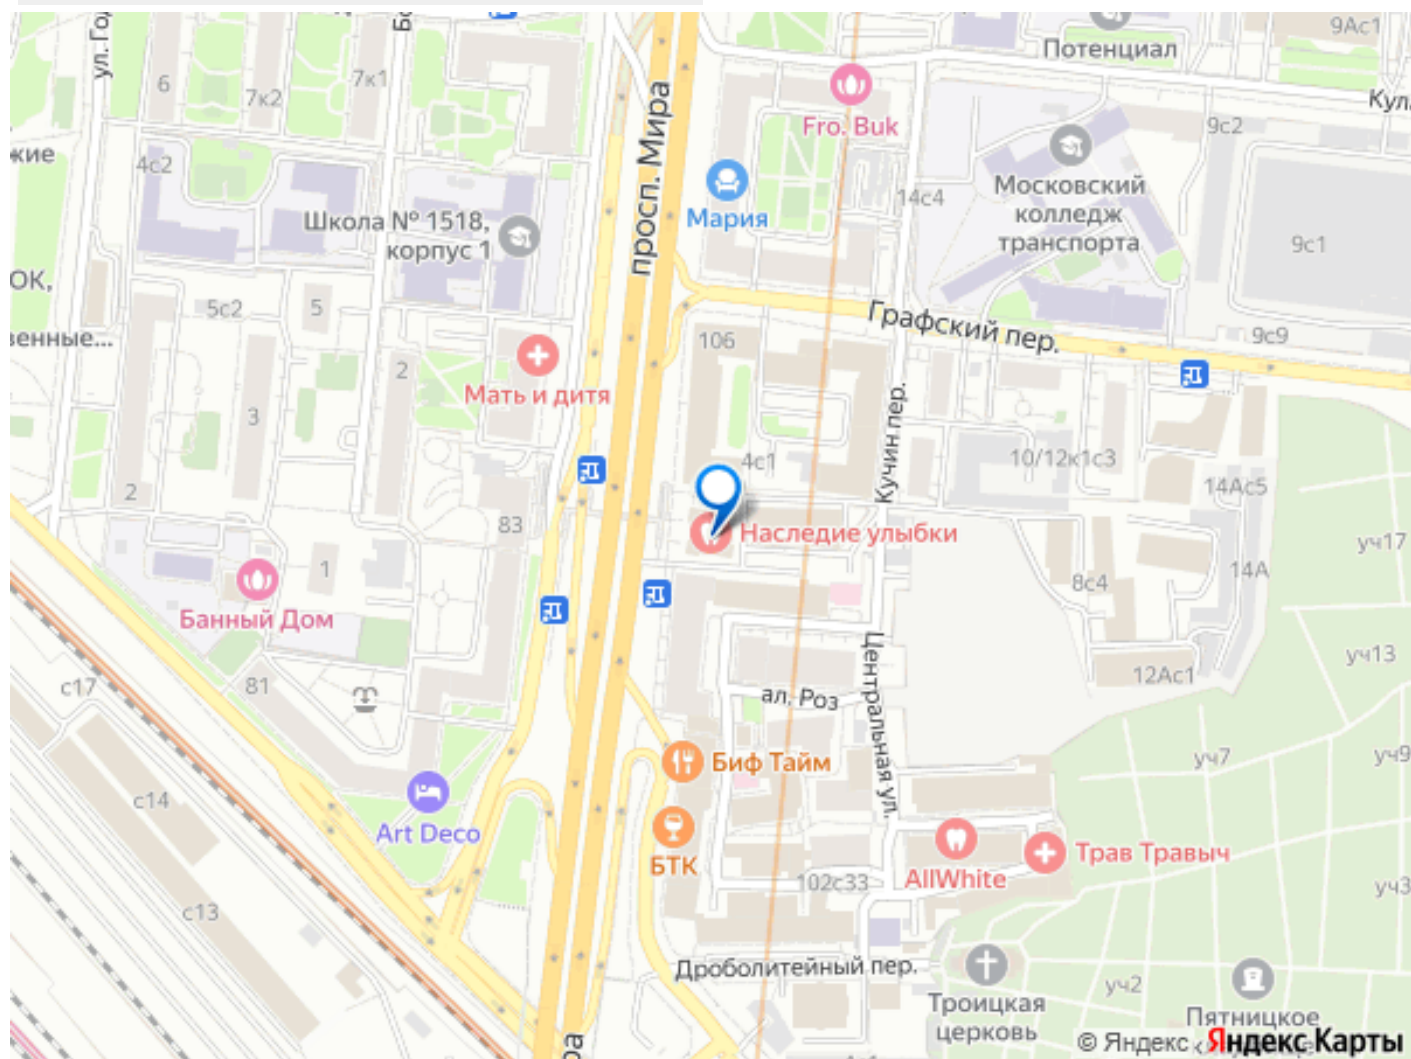 ул. Го
Бо
9Ас1
Потенциал
6
7к2
7к1
просп. Мира
Fro. Buk
Кул
9с2
жие
4с2
Мария
14с4
Московский
колледж
транспорта
Школа № 1518,
корпус 1
9с1
ОК,
5с2
5
Графский пер.
венные...
106
9с9
Мать и дитя
2
3
Кучин пер.
4с1
10/12к1с3
14Ас5
2
83
Наследие улыбки
уч17
1
8с4
14А
Банный Дом
Центральная ул.
уч13
с17
81
12Ас1
ал. Роз
Биф Тайм
уч7
уч9
с14
Art Deco
БТК
AllWhite
Трав Травыч
102с33
уч3
с13
Дроболитейный пер.
Троицкая
церковь
уч2
Пятницкое
ра
© Яндекс Яндекс Карты